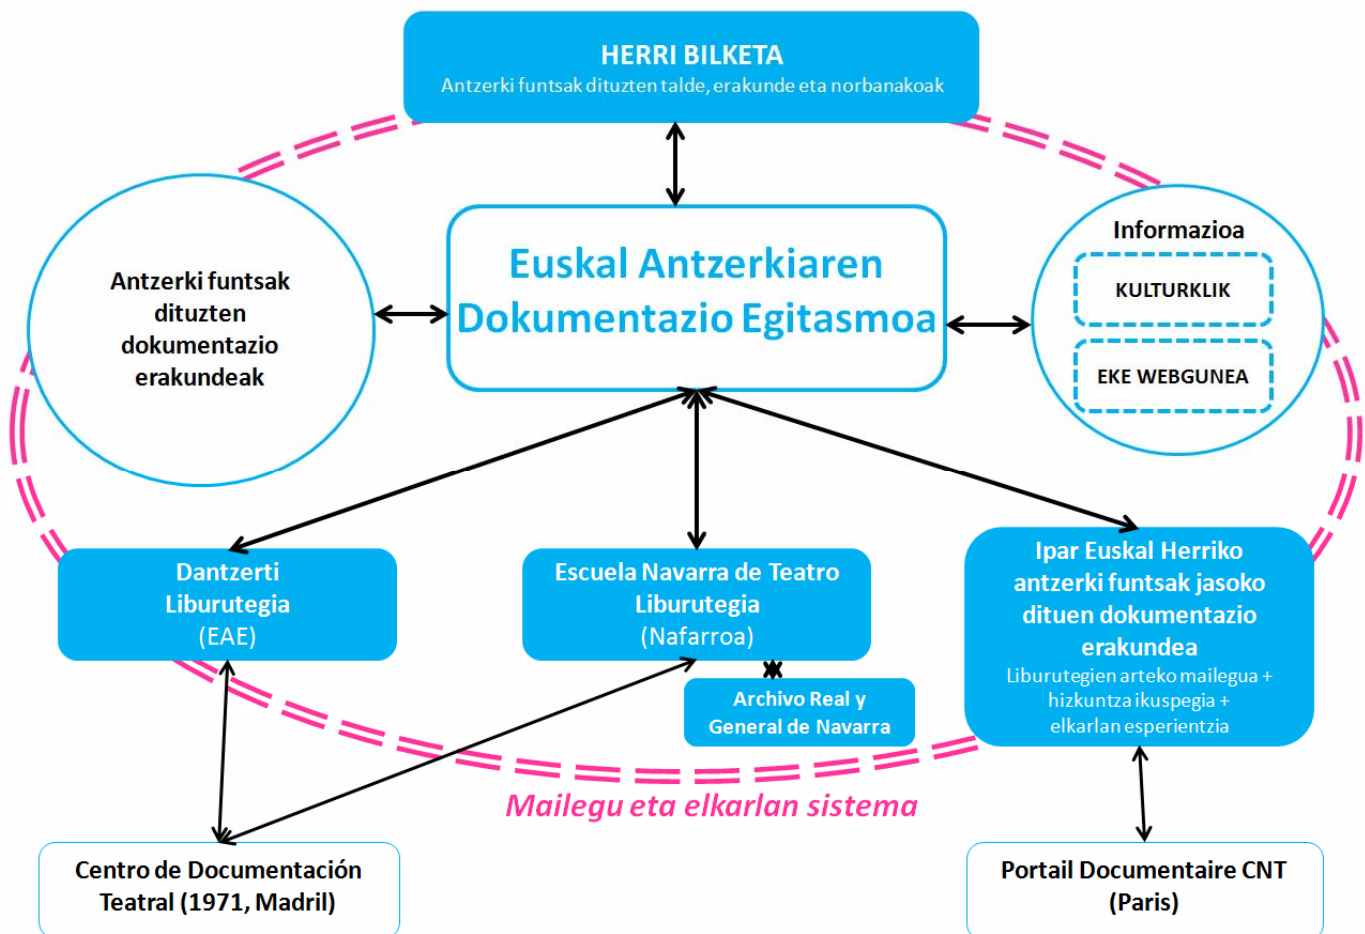 HERRI BILKETA
Antzerki funtsak dituzten talde, erakunde eta norbanakoak
Antzerki funtsak
dituzten
dokumentazio
erakundeak
Euskal Antzerkiaren
Dokumentazio Egitasmoa
Informazioa
KULTURKLIK
EKE WEBGUNEA
Dantzerti
Liburutegia
(EAE)
Escuela Navarra de Teatro
Liburutegia
(Nafarroa)
Archivo Real y
General de Navarra
Ipar Euskal Herriko
antzerki funtsak jasoko
dituen dokumentazio
erakundea
Liburutegien arteko mailegua +
hizkuntza ikuspegia +
elkarlan esperientzia
Mailegu eta elkarlan sistema
Centro de Documentación
Teatral (1971, Madril)
Portail Documentaire CNT
(Paris)